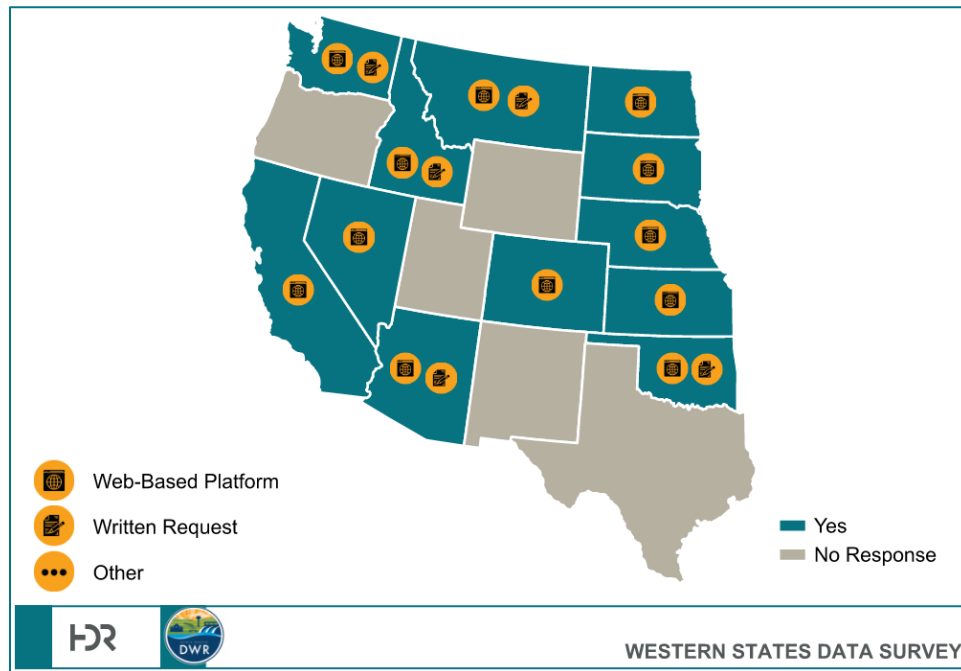 Web-Based Platform
Written Request
Other
Yes
No Response
HDR
DWR
WESTERN STATES DATA SURVEY